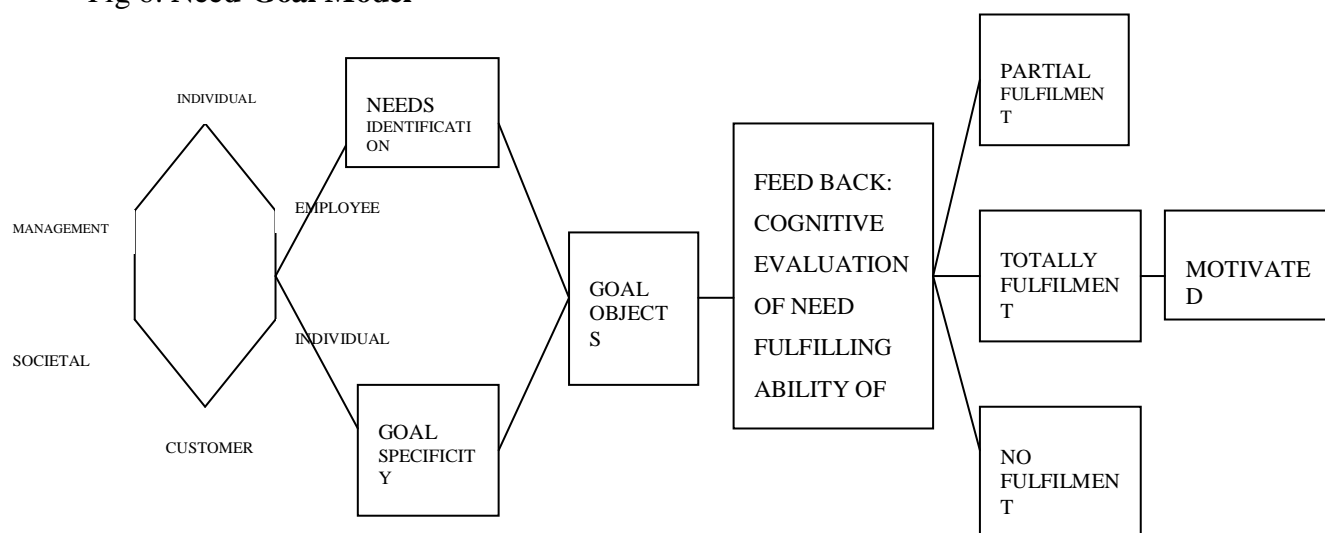 Fig 6: Need-Goal Model
INDIVIDUAL
MANAGEMENT
SOCIETAL
CUSTOMER
EMPLOYEE
INDIVIDUAL
NEEDS
IDENTIFICATI
ON
GOAL
SPECIFICIT
Y
GOAL
OBJECT
S
FEED BACK:
COGNITIVE
EVALUATION
OF NEED
FULFILLING
ABILITY OF
PARTIAL
FULFILMEN
T
TOTALLY
FULFILMEN
T
MOTIVATE
D
NO
FULFILMEN
T